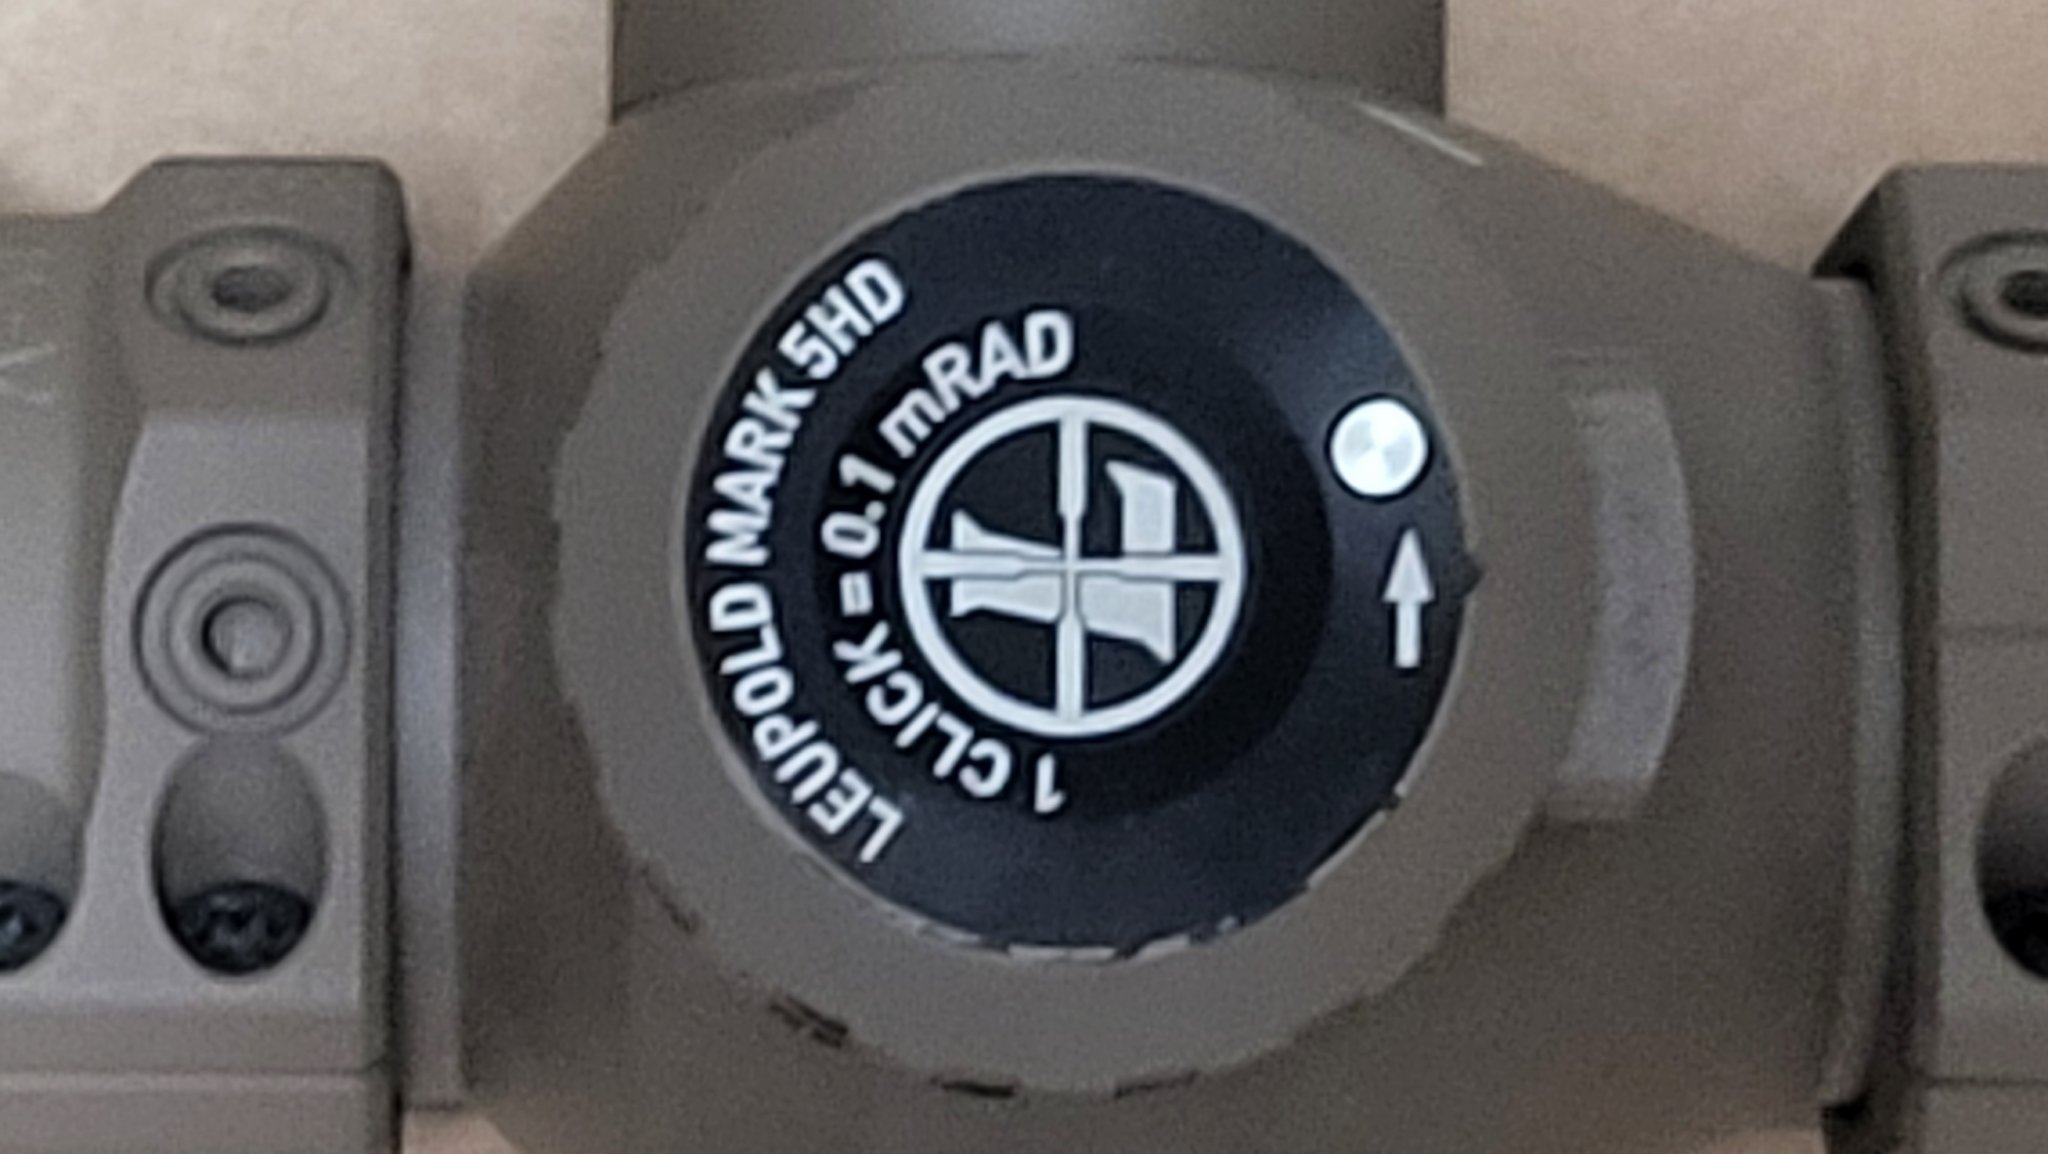 LEUPOLD MARK 5HD
1 CLICK = 0.1 mRAD